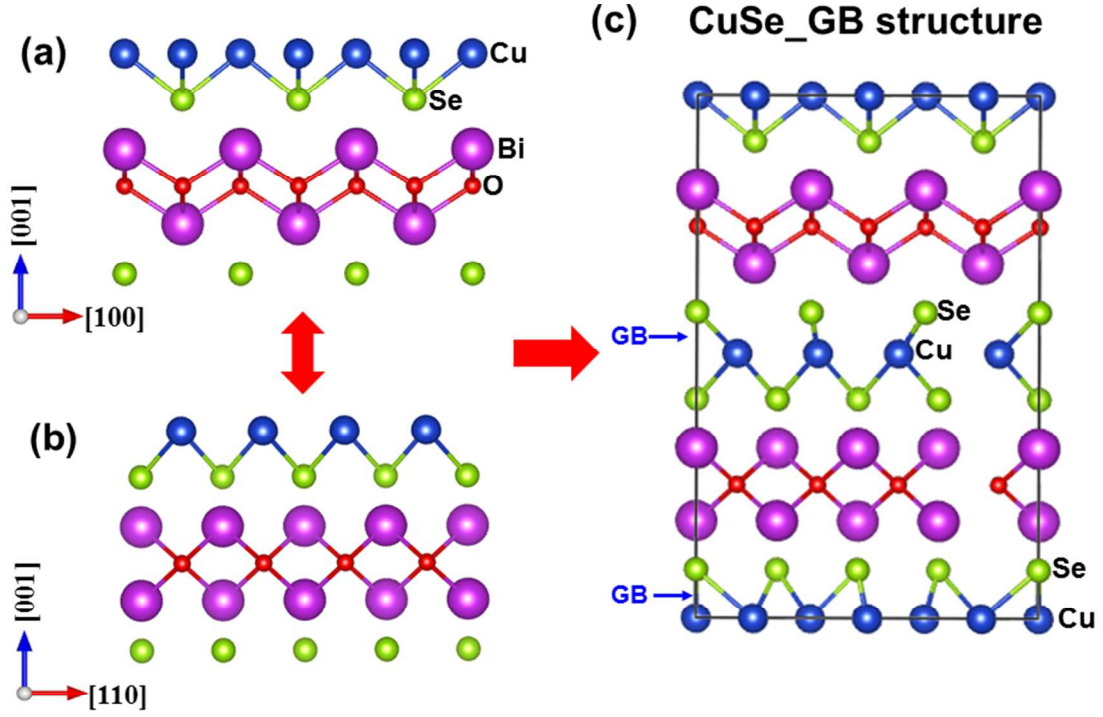 (a)
Cu
Se
Bi
O
[001]
[100]
(b)
[001]
[110]
(c) CuSe_GB structure
Se
GB
Cu
Se
GB
Cu